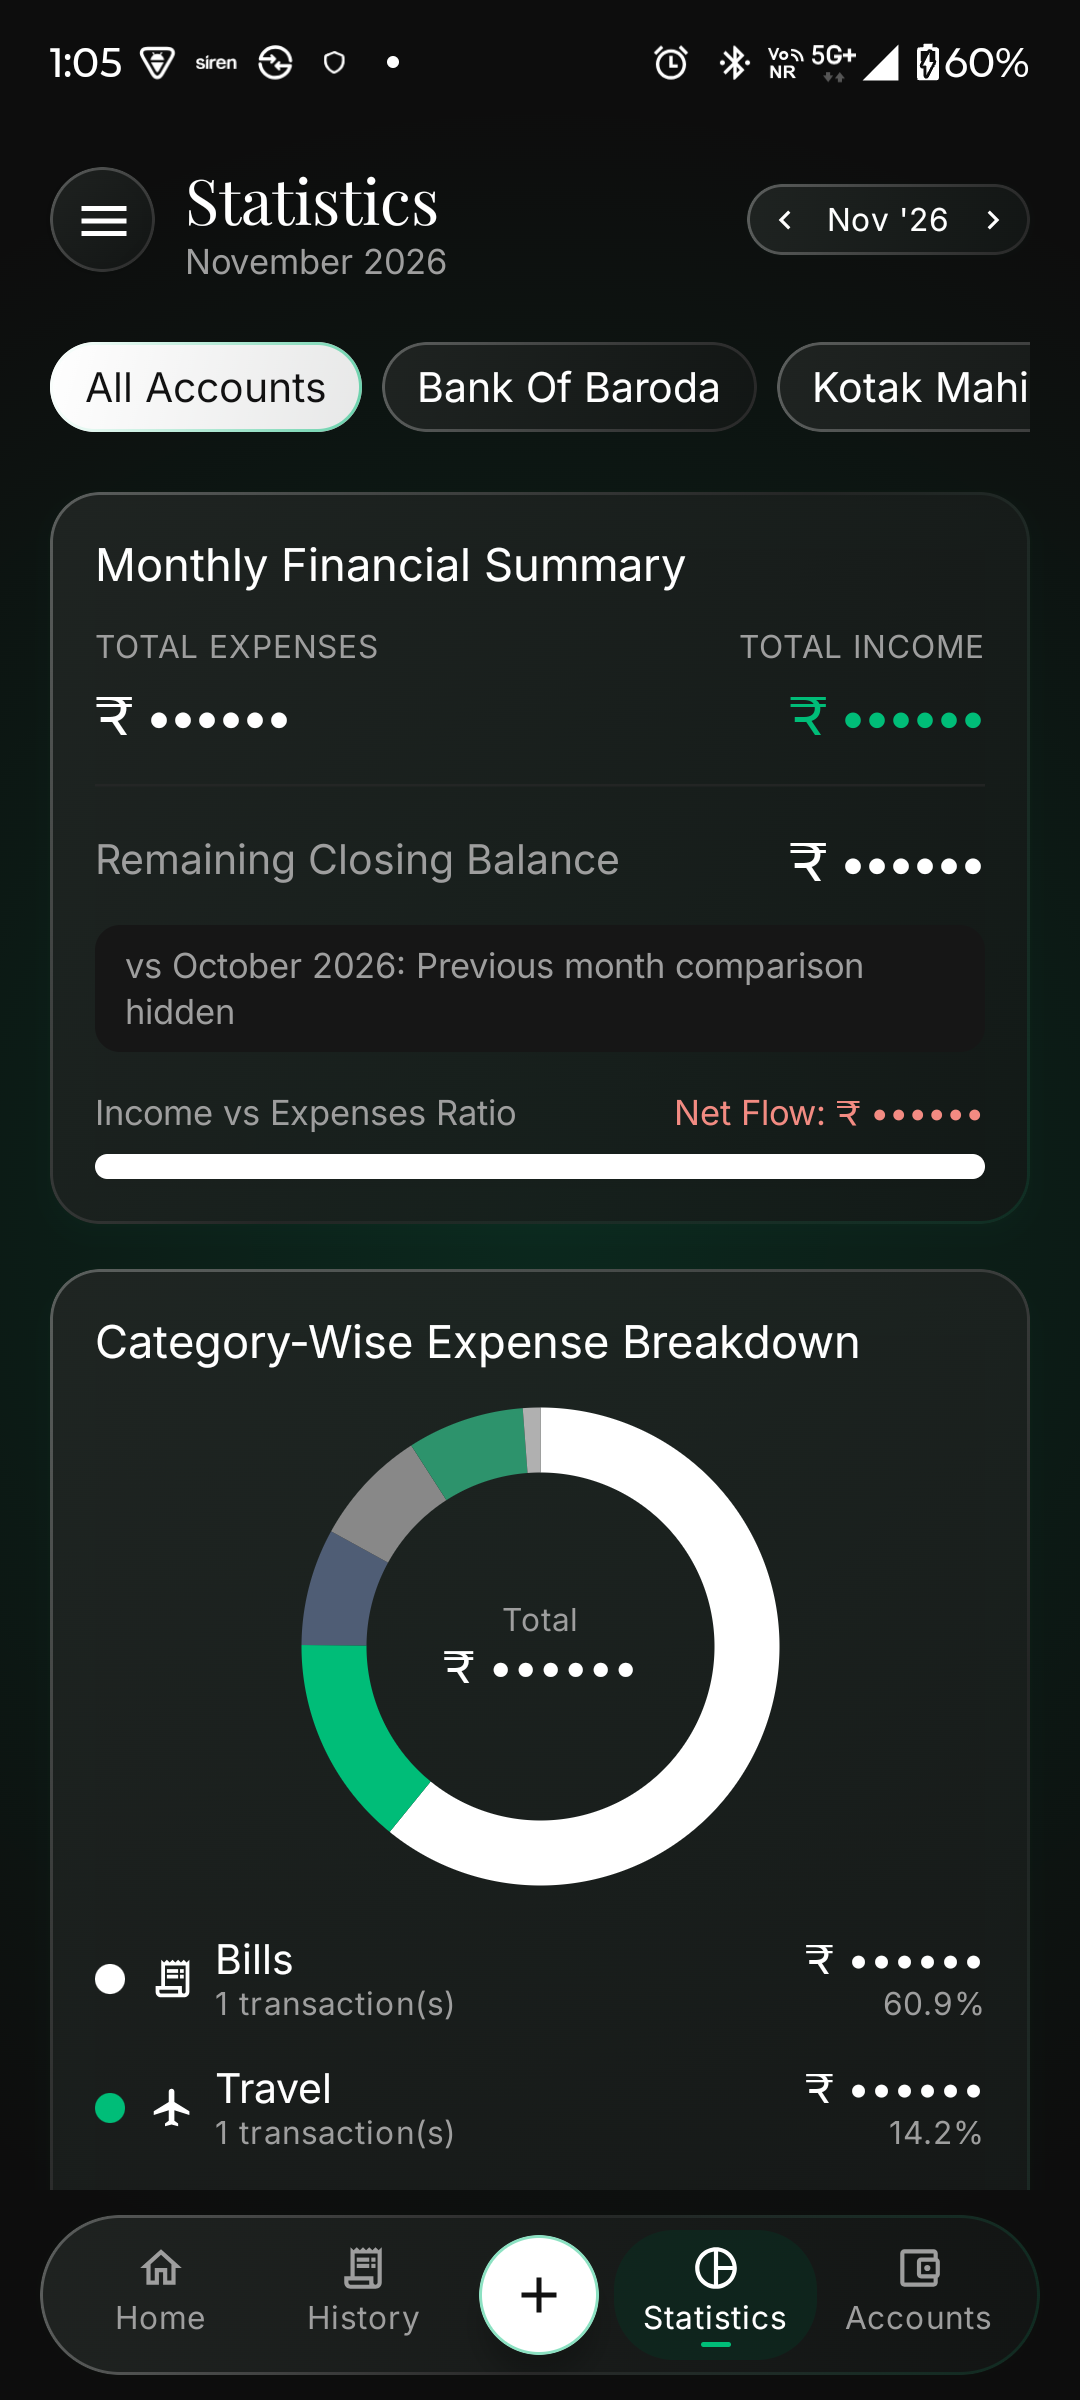 1:05 siren VoNR 5G+ 60%
Statistics
November 2026
Nov '26
All Accounts Bank Of Baroda Kotak Mahi
Monthly Financial Summary
TOTAL EXPENSES TOTAL INCOME
₹ •••••• ₹ ••••••
Remaining Closing Balance ₹ ••••••
vs October 2026: Previous month comparison
hidden
Income vs Expenses Ratio Net Flow: ₹ ••••••
Category-Wise Expense Breakdown
Total
₹ ••••••
Bills ₹ ••••••
1 transaction(s) 60.9%
Travel ₹ ••••••
1 transaction(s) 14.2%
Home History + Statistics Accounts